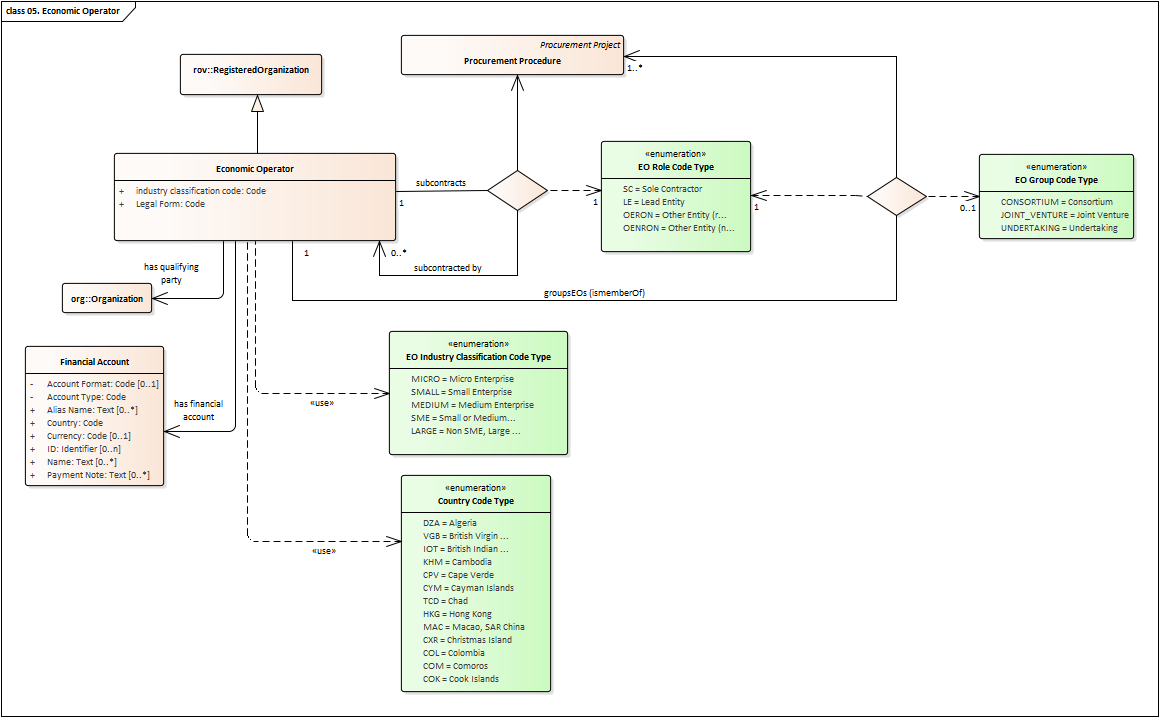 class 05. Economic Operator
Procurement Project
Procurement Procedure
1..*
rov::RegisteredOrganization
Economic Operator
+ industry classification code: Code
+ Legal Form: Code
subcontracts
1
1
«enumeration»
EO Role Code Type
SC = Sole Contractor
LE = Lead Entity
OERON = Other Entity (r...
OENRON = Other Entity (n...
1
0..1
«enumeration»
EO Group Code Type
CONSORTIUM = Consortium
JOINT_VENTURE = Joint Venture
UNDERTAKING = Undertaking
1
0..*
subcontracted by
has qualifying
party
org::Organization
groupsEOs (ismemberOf)
Financial Account
- Account Format: Code [0..1]
- Account Type: Code
+ Alias Name: Text [0..*]
+ Country: Code
+ Currency: Code [0..1]
+ ID: Identifier [0..n]
+ Name: Text [0..*]
+ Payment Note: Text [0..*]
has financial
account
«enumeration»
EO Industry Classification Code Type
MICRO = Micro Enterprise
SMALL = Small Enterprise
MEDIUM = Medium Enterprise
SME = Small or Medium...
LARGE = Non SME, Large ...
«use»
«enumeration»
Country Code Type
DZA = Algeria
VGB = British Virgin ...
IOT = British Indian ...
KHM = Cambodia
CPV = Cape Verde
CYM = Cayman Islands
TCD = Chad
HKG = Hong Kong
MAC = Macao, SAR China
CXR = Christmas Island
COL = Colombia
COM = Comoros
COK = Cook Islands
«use»